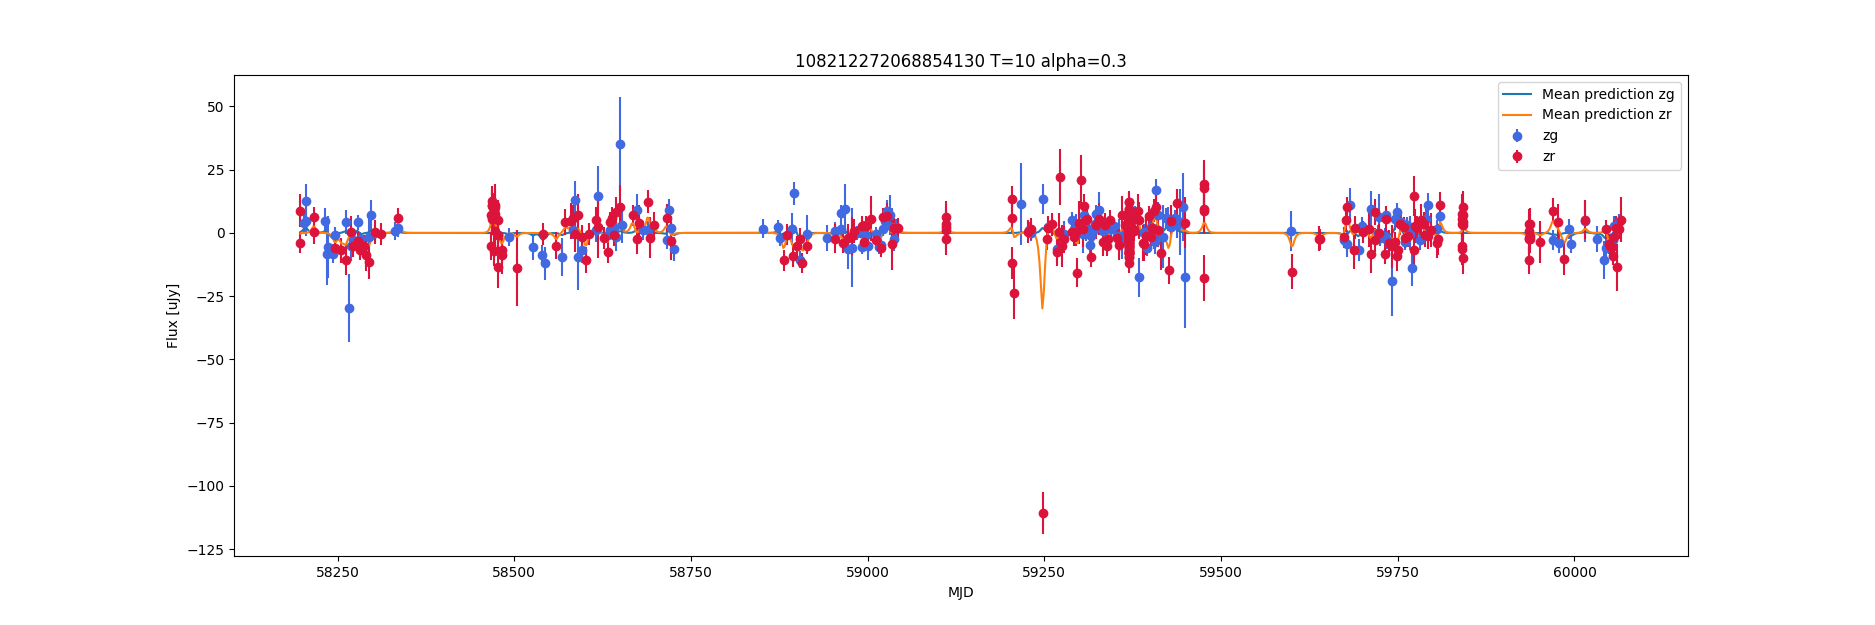 108212272068854130 T=10 alpha=0.3
Mean prediction zg
Mean prediction zr
zg
zr
50
25
0
−25
−50
−75
−100
−125
Flux [uJy]
58250 58500 58750 59000 59250 59500 59750 60000
MJD